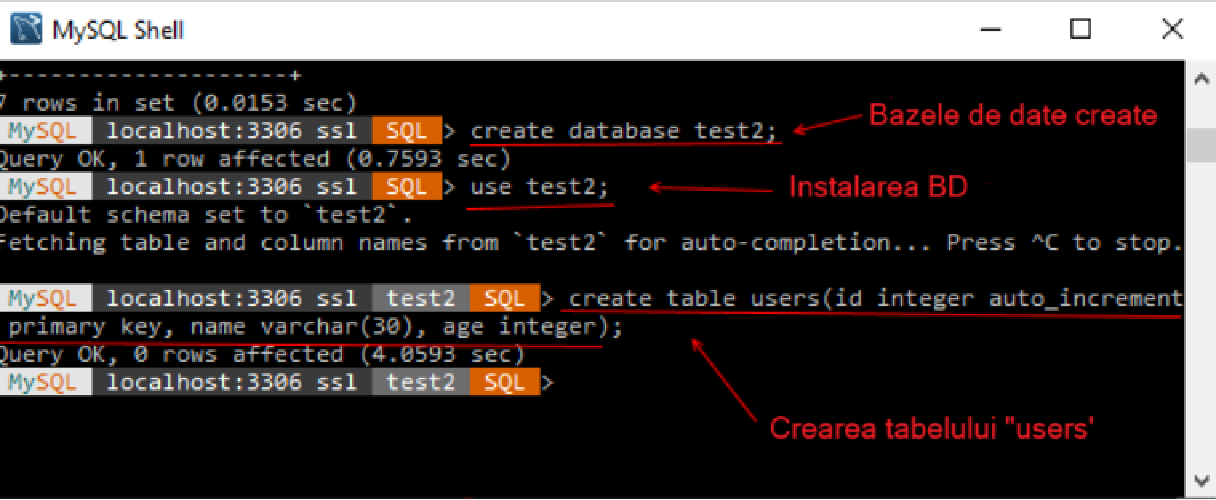 MySQL Shell
+--------------------+
7 rows in set (0.0153 sec)
MySQL localhost:3306 ssl SQL > create database test2; Bazele de date create
Query OK, 1 row affected (0.7593 sec)
MySQL localhost:3306 ssl SQL > use test2; Instalarea BD
Default schema set to `test2`.
Fetching table and column names from `test2` for auto-completion... Press ^C to stop.
MySQL localhost:3306 ssl test2 SQL > create table users(id integer auto_increment
primary key, name varchar(30), age integer);
Query OK, 0 rows affected (4.0593 sec)
MySQL localhost:3306 ssl test2 SQL >
Crearea tabelului "users'